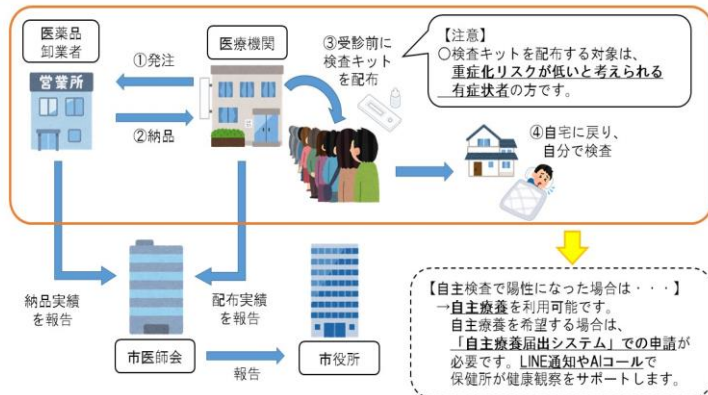 医薬品
卸業者
営業所
①発注
②納品
医療機関
③受診前に
検査キット
を配布
【注意】
○検査キットを配布する対象は、
重症化リスクが低いと考えられる
有症状者の方です。
④自宅に戻り、
自分で検査
納品実績
を報告
配布実績
を報告
市医師会
報告
市役所
【自主検査で陽性になった場合は・・・】
→自主療養を利用可能です。
自主療養を希望する場合は、
「自主療養届出システム」での申請が
必要です。LINE通知やAIコールで
保健所が健康観察をサポートします。